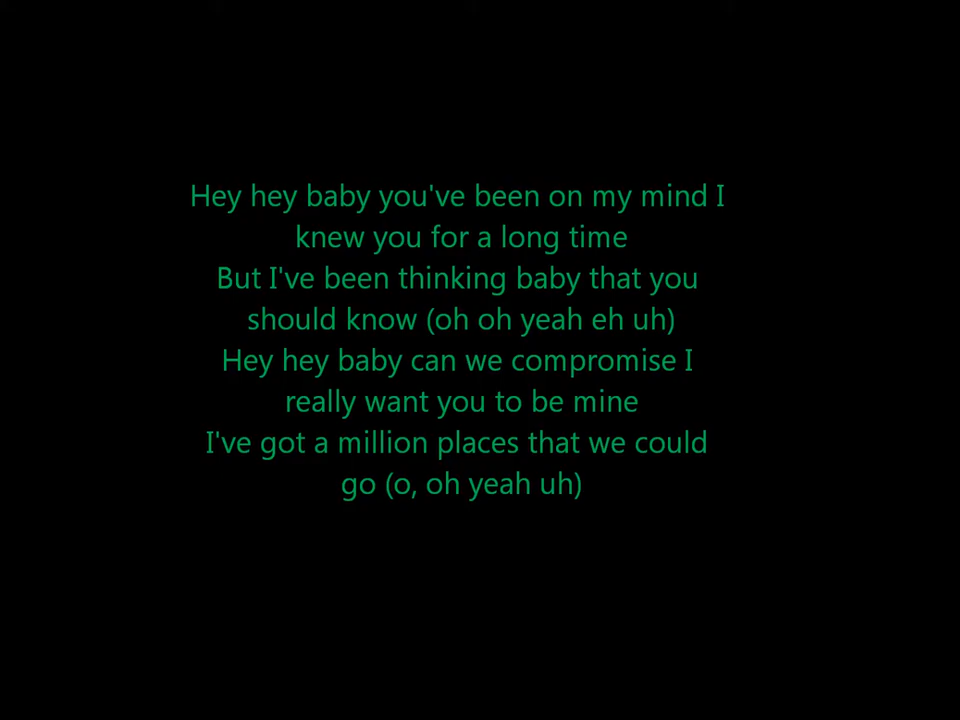 Hey hey baby you've been on my mind I
knew you for a long time
But I've been thinking baby that you
should know (oh oh yeah eh uh)
Hey hey baby can we compromise I
really want you to be mine
I've got a million places that we could
go (o, oh yeah uh)